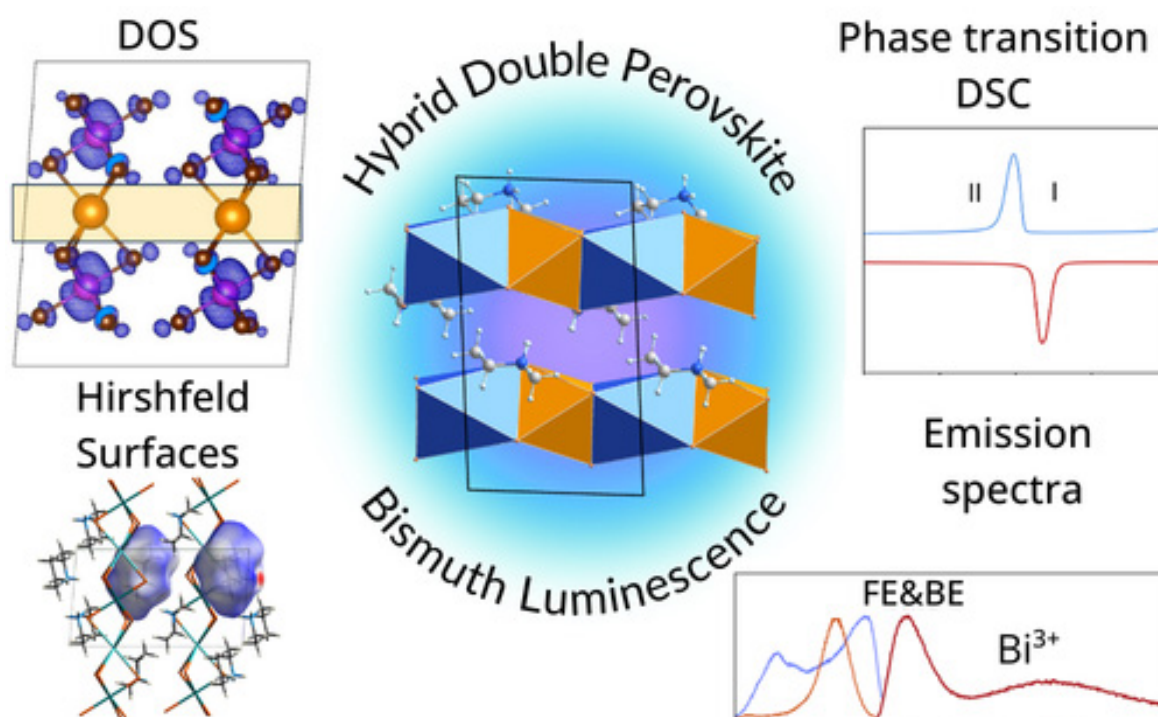 DOS
Hybrid Double Perovskite
Phase transition
DSC
II
I
Hirshfeld
Surfaces
Bismuth Luminescence
Emission
spectra
FE&BE
Bi³⁺